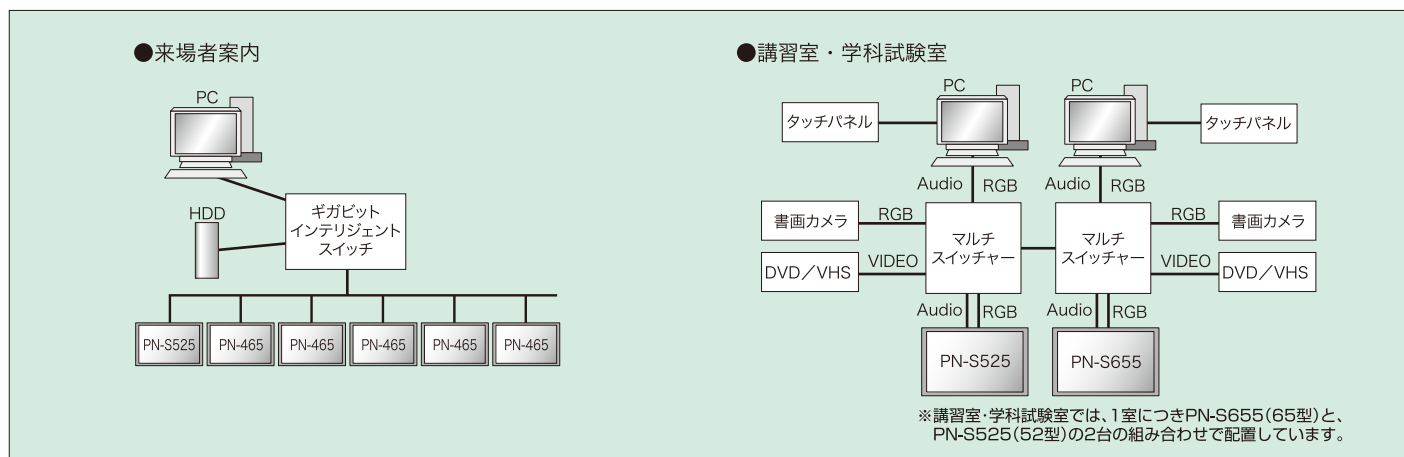 ●来場者案内
PC
HDD
ギガビット
インテリジェント
スイッチ
PN-S525
PN-465
PN-465
PN-465
PN-465
PN-465
●講習室・学科試験室
PC
PC
タッチパネル
タッチパネル
Audio
RGB
Audio
RGB
書画カメラ
RGB
マルチ
スイッチャー
マルチ
スイッチャー
RGB
書画カメラ
DVD／VHS
VIDEO
VIDEO
DVD／VHS
Audio
RGB
Audio
RGB
PN-S525
PN-S655
※講習室・学科試験室では、1室につきPN-S655（65型）と、
PN-S525（52型）の2台の組み合わせで配置しています。